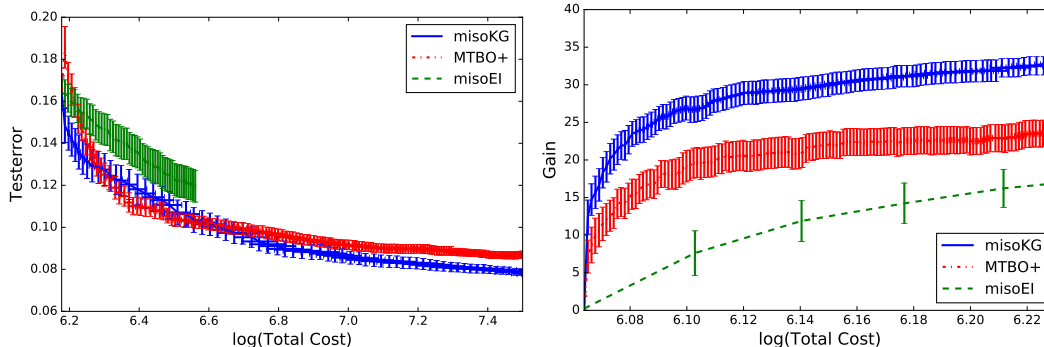 0.20
0.18
0.16
0.14
0.12
0.10
0.08
0.06
Testerror
misoKG
MTBO+
misoEI
6.2 6.4 6.6 6.8 7.0 7.2 7.4
log(Total Cost)
40
35
30
25
20
15
10
5
0
Gain
misoKG
MTBO+
misoEI
6.08 6.10 6.12 6.14 6.16 6.18 6.20 6.22
log(Total Cost)